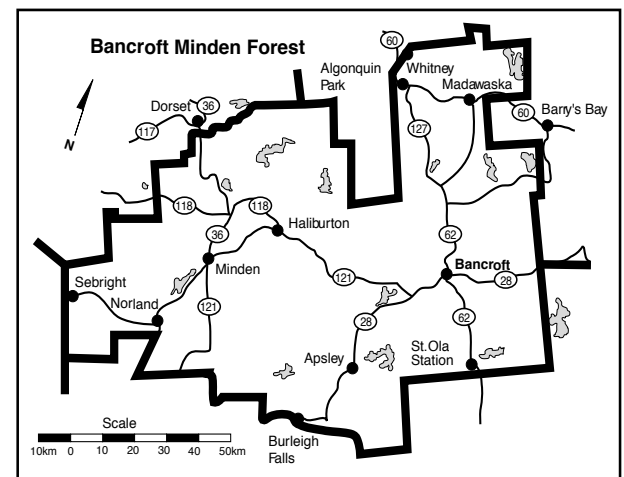 Bancroft Minden Forest
60
Algonquin
Park
Whitney
Madawaska
Dorset
36
60
Barry's Bay
117
N
127
118
118
36
Haliburton
62
Minden
Bancroft
Sebright
121
28
Norland
121
28
62
Apsley
St.Ola
Station
Scale
10km 0 10 20 30 40 50km
Burleigh
Falls